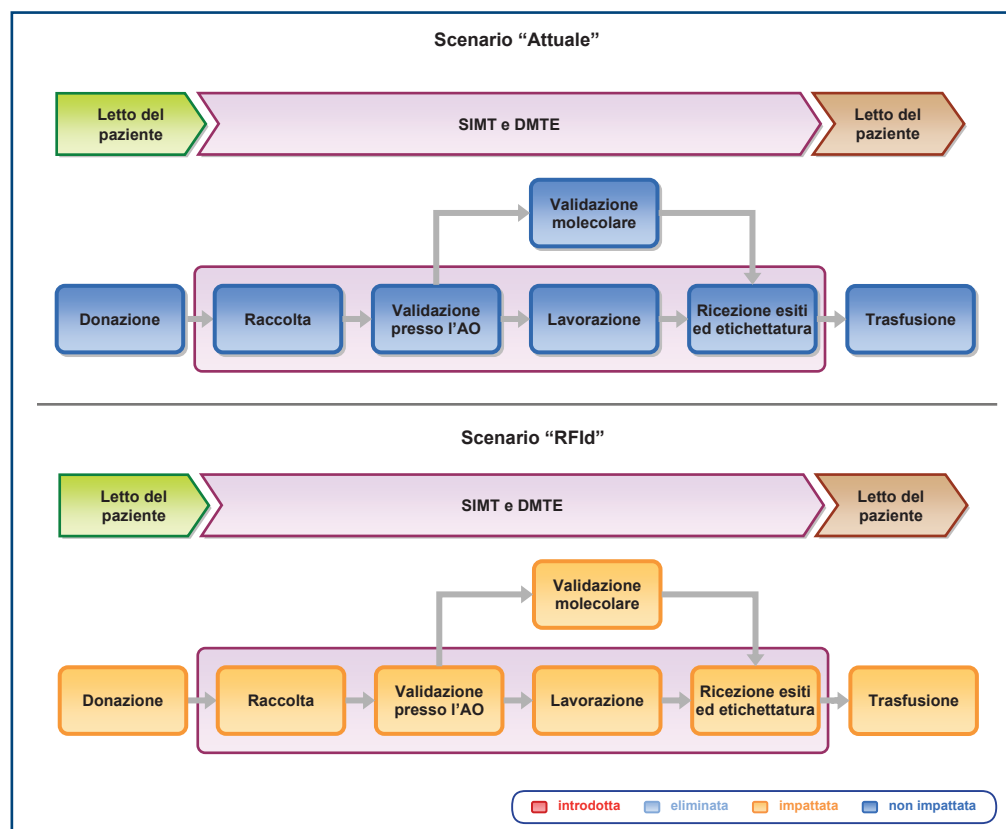 Scenario “Attuale”
Letto del
paziente
SIMT e DMTE
Letto del
paziente
Validazione
molecolare
Donazione
Raccolta
Validazione
presso l’AO
Lavorazione
Ricezione esiti
ed etichettatura
Trasfusione
Scenario “RFId”
Letto del
paziente
SIMT e DMTE
Letto del
paziente
Validazione
molecolare
Donazione
Raccolta
Validazione
presso l’AO
Lavorazione
Ricezione esiti
ed etichettatura
Trasfusione
introdotta eliminata impattata non impattata